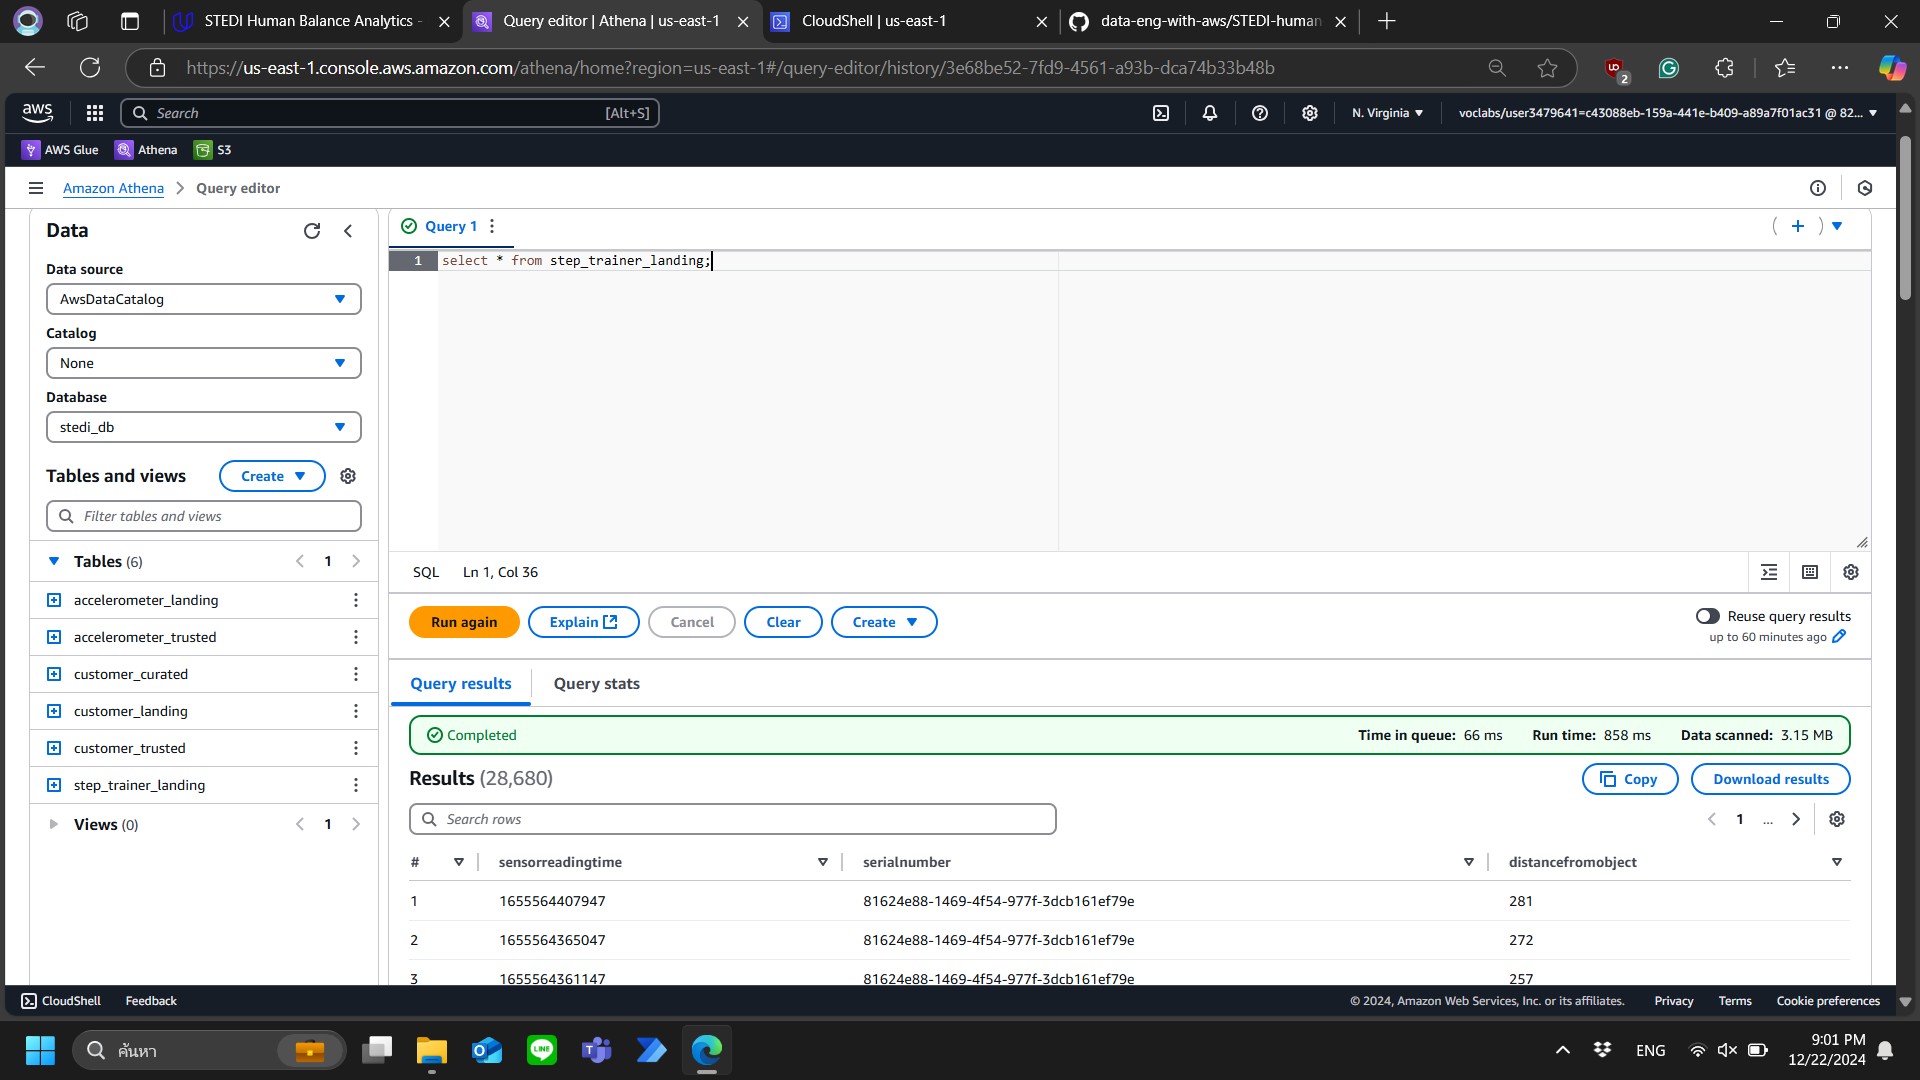 STEDI Human Balance Analytics -
Query editor | Athena | us-east-1
CloudShell | us-east-1
data-eng-with-aws/STEDI-human
https://us-east-1.console.aws.amazon.com/athena/home?region=us-east-1#/query-editor/history/3e68be52-7fd9-4561-a93b-dca74b33b48b
2
aws
Search
[Alt+S]
N. Virginia
voclabs/user3479641=c43088eb-159a-441e-b409-a89a7f01ac31 @ 82...
AWS Glue
Athena
S3
Amazon Athena > Query editor
Data
Data source
AwsDataCatalog
Catalog
None
Database
stedi_db
Tables and views
Create
Filter tables and views
Tables (6)
1
accelerometer_landing
accelerometer_trusted
customer_curated
customer_landing
customer_trusted
step_trainer_landing
Views (0)
1
Query 1
1 select * from step_trainer_landing;
SQL Ln 1, Col 36
Run again
Explain
Cancel
Clear
Create
Reuse query results
up to 60 minutes ago
Query results
Query stats
Completed
Time in queue: 66 ms
Run time: 858 ms
Data scanned: 3.15 MB
Results (28,680)
Copy
Download results
Search rows
1 ...
# sensorreadingtime serialnumber distancefromobject
1 1655564407947 81624e88-1469-4f54-977f-3dcb161ef79e 281
2 1655564365047 81624e88-1469-4f54-977f-3dcb161ef79e 272
3 1655564361147 81624e88-1469-4f54-977f-3dcb161ef79e 257
CloudShell
Feedback
© 2024, Amazon Web Services, Inc. or its affiliates.
Privacy
Terms
Cookie preferences
ค้นหา
LINE
ENG
9:01 PM
12/22/2024